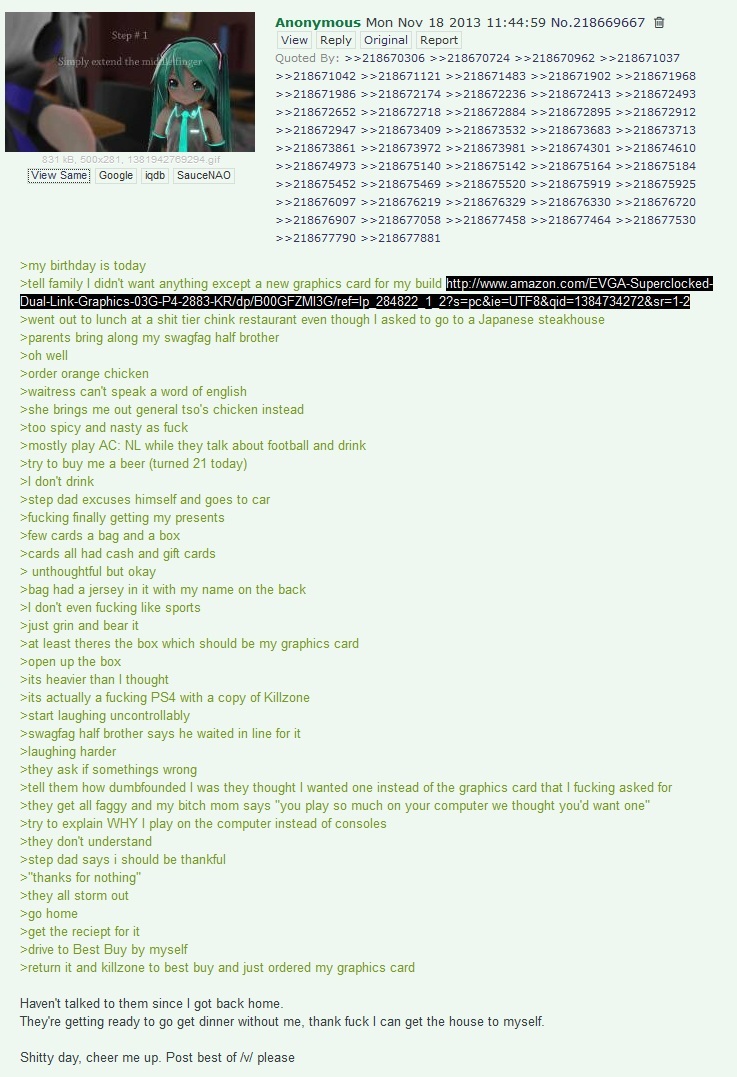 Step # 1
Simply extend the middle finger
831 kB, 500x281, 1381942769294.gif
View Same Google iqdb SauceNAO
Anonymous Mon Nov 18 2013 11:44:59 No.218669667
View Reply Original Report
Quoted By: >>218670306 >>218670724 >>218670962 >>218671037
>>218671042 >>218671121 >>218671483 >>218671902 >>218671968
>>218671986 >>218672174 >>218672236 >>218672413 >>218672493
>>218672652 >>218672718 >>218672884 >>218672895 >>218672912
>>218672947 >>218673409 >>218673532 >>218673683 >>218673713
>>218673861 >>218673972 >>218673981 >>218674301 >>218674610
>>218674973 >>218675140 >>218675142 >>218675164 >>218675184
>>218675452 >>218675469 >>218675520 >>218675919 >>218675925
>>218676097 >>218676219 >>218676329 >>218676330 >>218676720
>>218676907 >>218677058 >>218677458 >>218677464 >>218677530
>>218677790 >>218677881
>my birthday is today
>tell family I didn't want anything except a new graphics card for my build http://www.amazon.com/EVGA-Superclocked-
Dual-Link-Graphics-03G-P4-2883-KR/dp/B00GFZMI3G/ref=lp_284822_1_2?s=pc&ie=UTF8&qid=1384734272&sr=1-2
>went out to lunch at a shit tier chink restaurant even though I asked to go to a Japanese steakhouse
>parents bring along my swagfag half brother
>oh well
>order orange chicken
>waitress can't speak a word of english
>she brings me out general tso's chicken instead
>too spicy and nasty as fuck
>mostly play AC: NL while they talk about football and drink
>try to buy me a beer (turned 21 today)
>I don't drink
>step dad excuses himself and goes to car
>fucking finally getting my presents
>few cards a bag and a box
>cards all had cash and gift cards
> unthoughtful but okay
>bag had a jersey in it with my name on the back
>I don't even fucking like sports
>just grin and bear it
>at least theres the box which should be my graphics card
>open up the box
>its heavier than I thought
>its actually a fucking PS4 with a copy of Killzone
>start laughing uncontrollably
>swagfag half brother says he waited in line for it
>laughing harder
>they ask if somethings wrong
>tell them how dumbfounded I was they thought I wanted one instead of the graphics card that I fucking asked for
>they get all faggy and my bitch mom says "you play so much on your computer we thought you'd want one"
>try to explain WHY I play on the computer instead of consoles
>they don't understand
>step dad says i should be thankful
>"thanks for nothing"
>they all storm out
>go home
>get the reciept for it
>drive to Best Buy by myself
>return it and killzone to best buy and just ordered my graphics card
Haven't talked to them since I got back home.
They're getting ready to go get dinner without me, thank fuck I can get the house to myself.
Shitty day, cheer me up. Post best of /v/ please